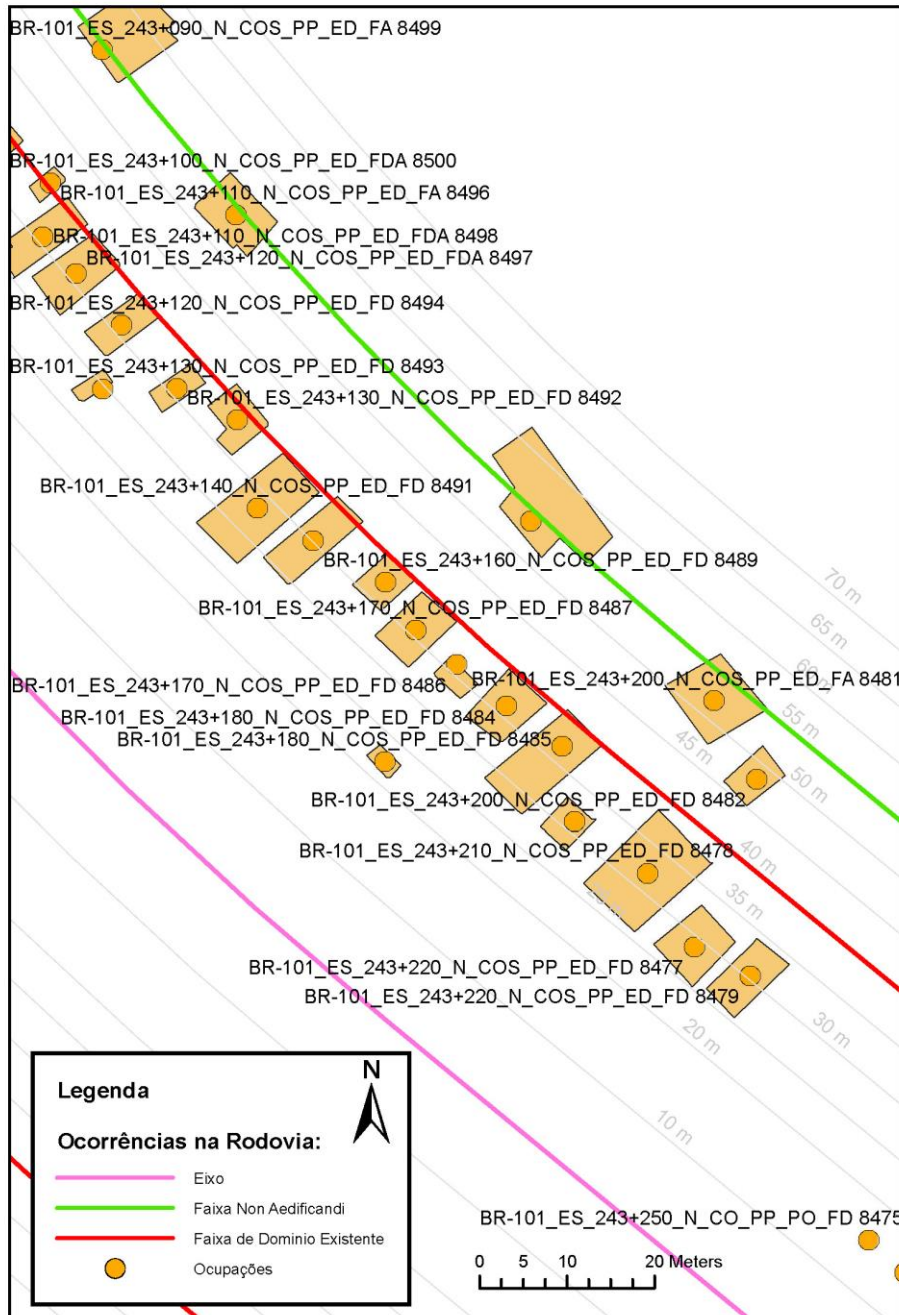 BR-101_ES_243+090_N_COS_PP_ED_FA 8499
BR-101_ES_243+100_N_COS_PP_ED_FDA 8500
BR-101_ES_243+110_N_COS_PP_ED_FA 8496
BR-101_ES_243+110_N_COS_PP_ED_FDA 8498
BR-101_ES_243+120_N_COS_PP_ED_FDA 8497
BR-101_ES_243+120_N_COS_PP_ED_FD 8494
BR-101_ES_243+130_N_COS_PP_ED_FD 8493
BR-101_ES_243+130_N_COS_PP_ED_FD 8492
BR-101_ES_243+140_N_COS_PP_ED_FD 8491
BR-101_ES_243+160_N_COS_PP_ED_FD 8489
70 m
BR-101_ES_243+170_N_COS_PP_ED_FD 8487
65 m
60 m
BR-101_ES_243+200_N_COS_PP_ED_FA 8481
BR-101_ES_243+170_N_COS_PP_ED_FD 8486
55 m
BR-101_ES_243+180_N_COS_PP_ED_FD 8484
BR-101_ES_243+180_N_COS_PP_ED_FD 8485
45 m
50 m
BR-101_ES_243+200_N_COS_PP_ED_FD 8482
BR-101_ES_243+210_N_COS_PP_ED_FD 8478
40 m
35 m
BR-101_ES_243+220_N_COS_PP_ED_FD 8477
BR-101_ES_243+220_N_COS_PP_ED_FD 8479
30 m
20 m
10 m
Legenda
N
Ocorrências na Rodovia:
Eixo
Faixa Non Aedificandi
Faixa de Dominio Existente
Ocupações
BR-101_ES_243+250_N_CO_PP_PO_FD 8475
0 5 10 20 Meters